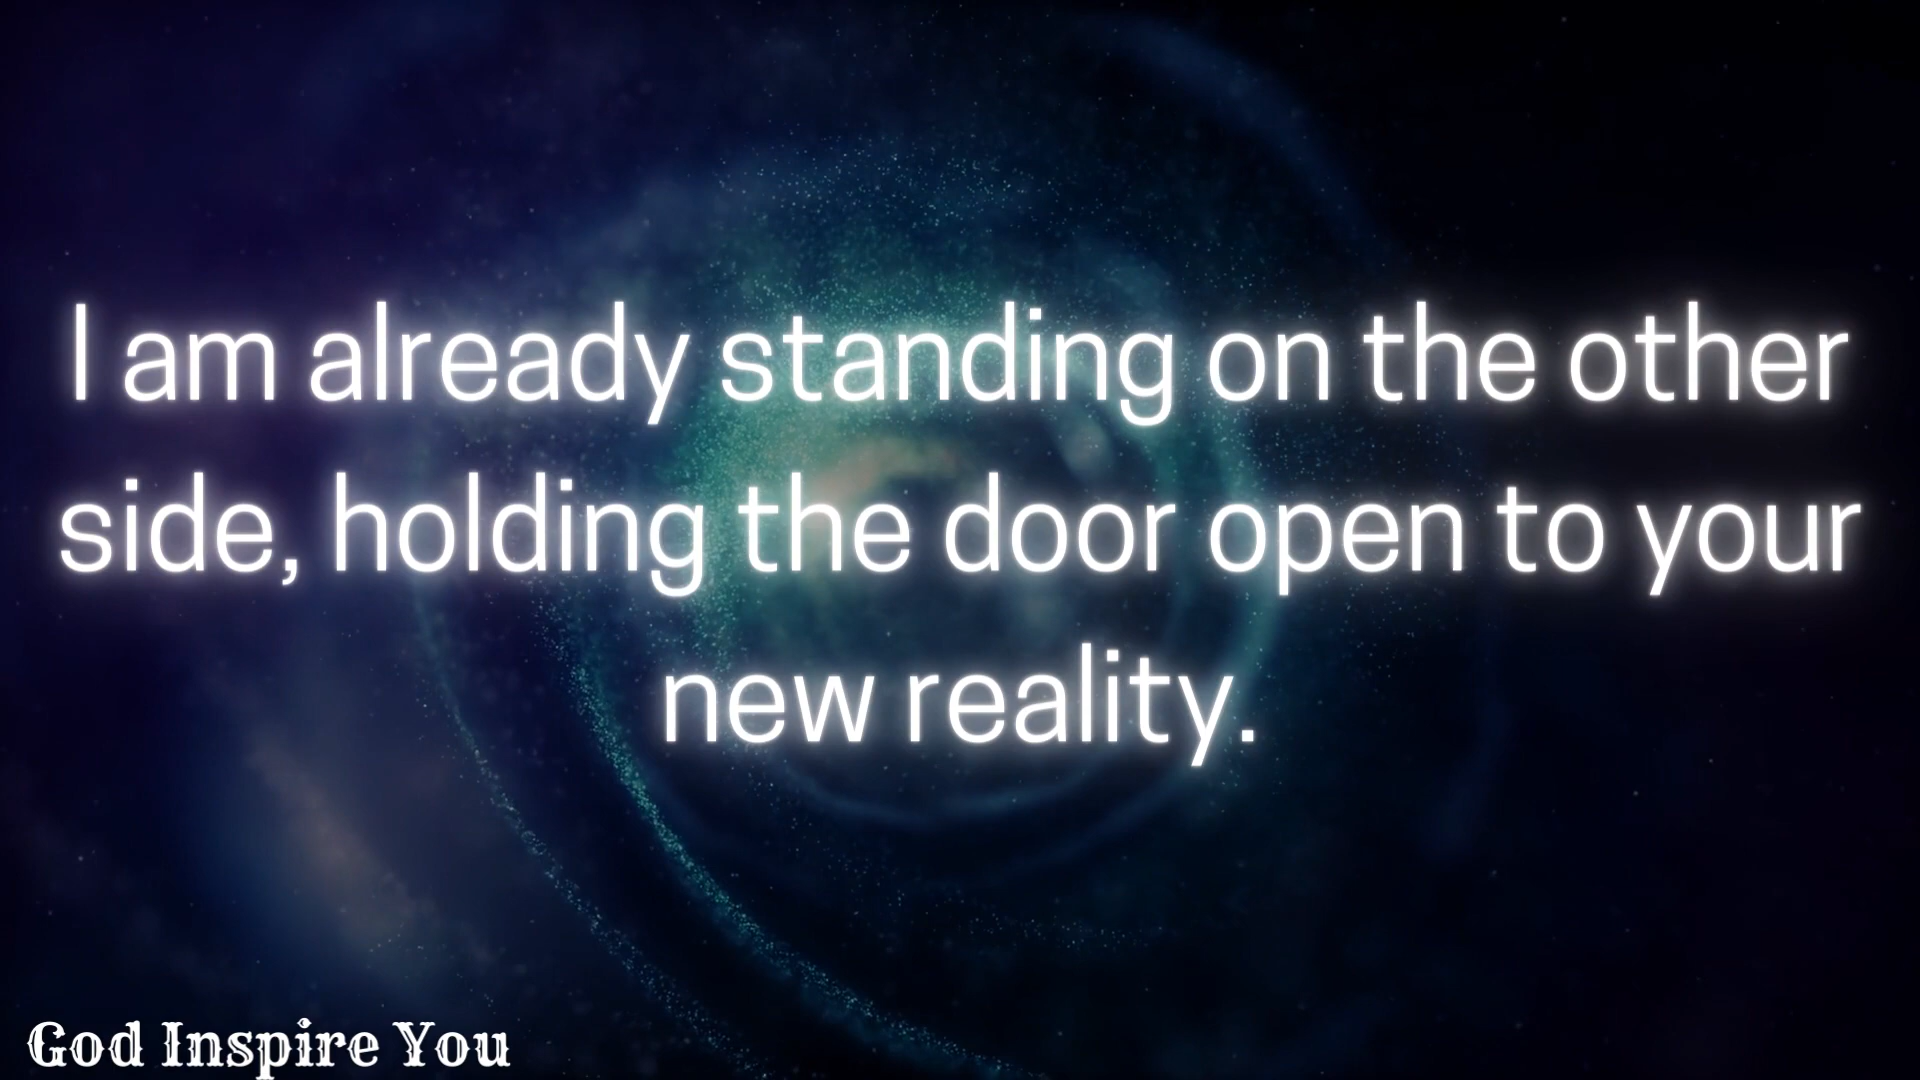 I am already standing on the other
side, holding the door open to your
new reality.
God Inspire You